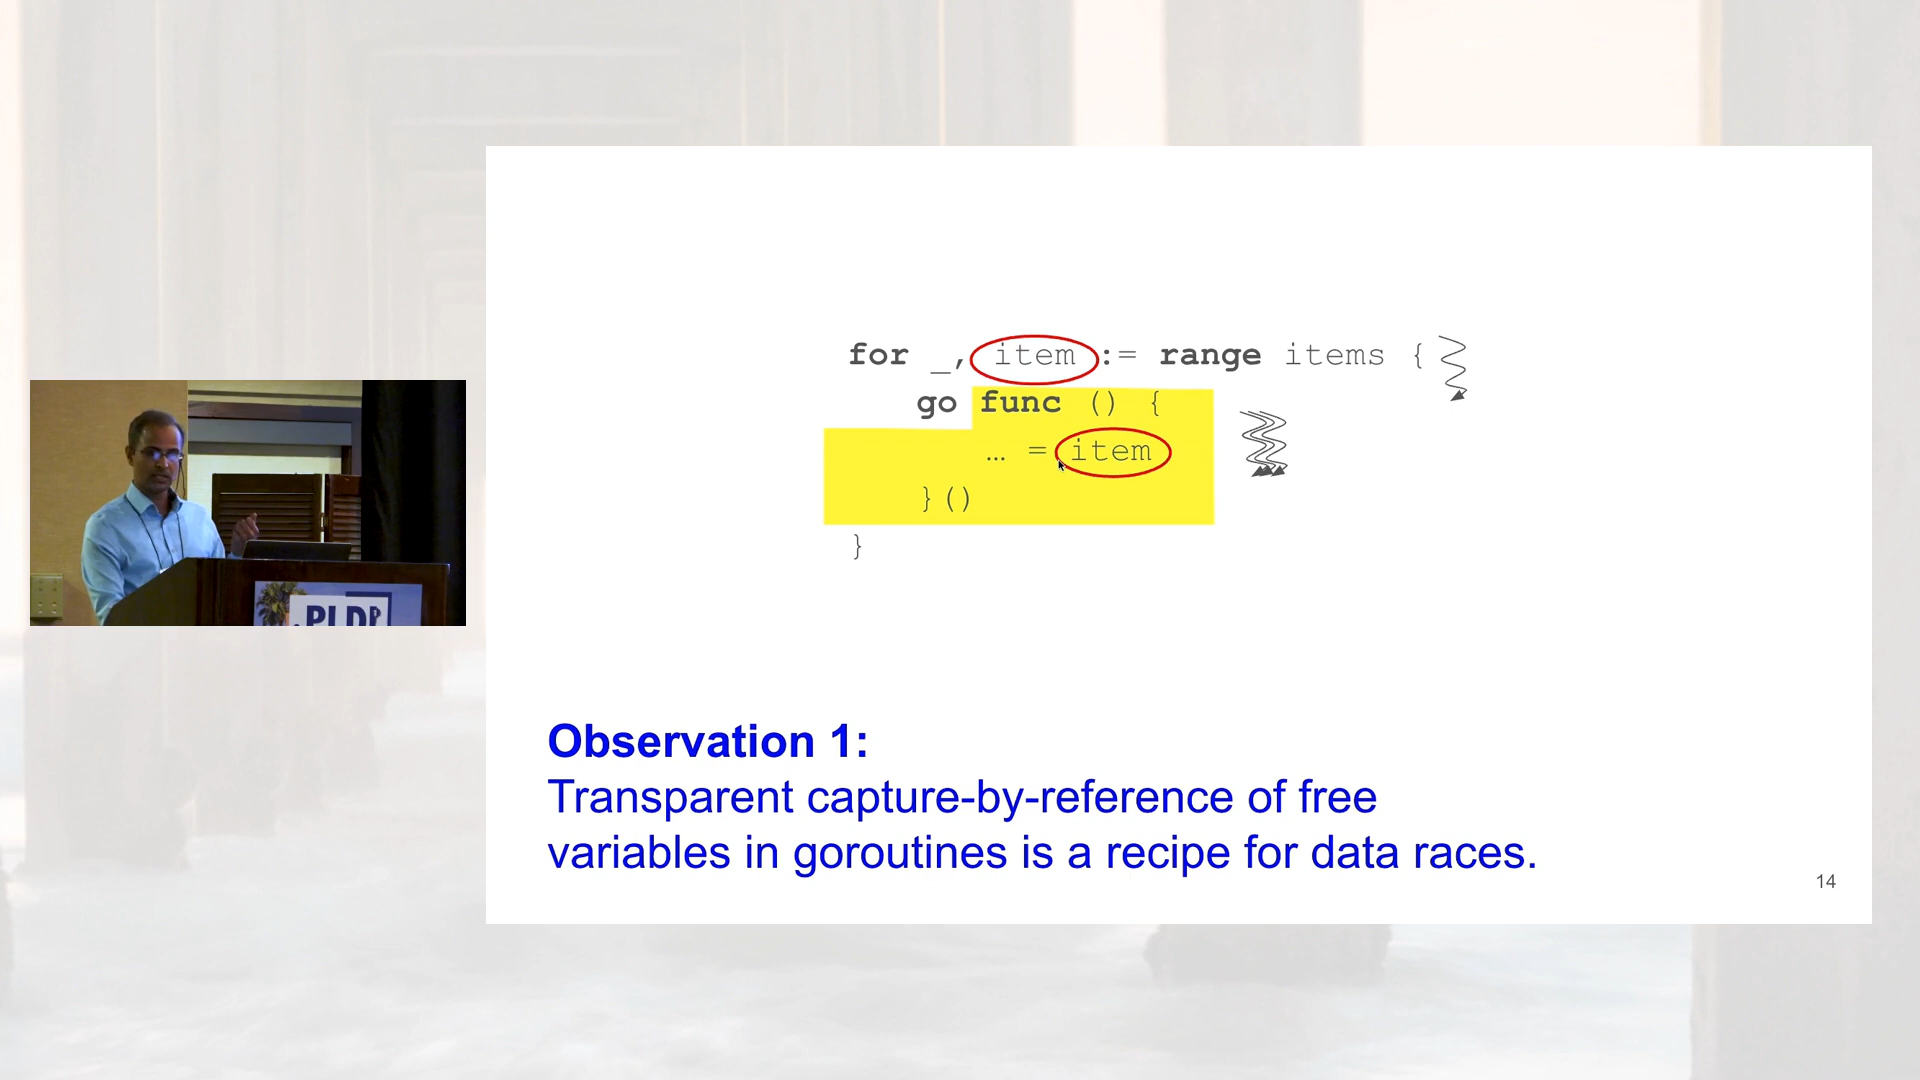 for _, item := range items {
go func () {
… = item
}()
}
Observation 1:
Transparent capture-by-reference of free
variables in goroutines is a recipe for data races.
14
PLDI